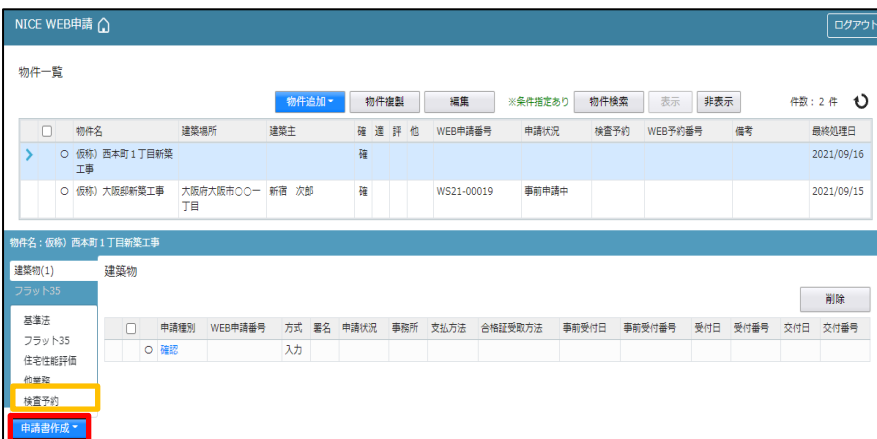 NICE WEB申請 ログアウト
物件一覧
物件追加 物件複製 編集 ※条件指定あり 物件検索 表示 非表示 件数：2 件
物件名 建築場所 建築主 確 適 評 他 WEB申請番号 申請状況 検査予約 WEB予約番号 備考 最終処理日
○ 仮称）西本町１丁目新築 確 2021/09/16
工事
○ 仮称）大阪邸新築工事 大阪府大阪市○○一 新宿 次郎 確 WS21-00019 事前申請中 2021/09/15
丁目
物件名：仮称）西本町１丁目新築工事
建築物(1) 建築物
フラット35
削除
基準法
申請種別 WEB申請番号 方式 署名 申請状況 事務所 支払方法 合格証受取方法 事前受付日 事前受付番号 受付日 受付番号 交付日 交付番号
フラット35
○ 確認 入力
住宅性能評価
他業務
検査予約
申請書作成